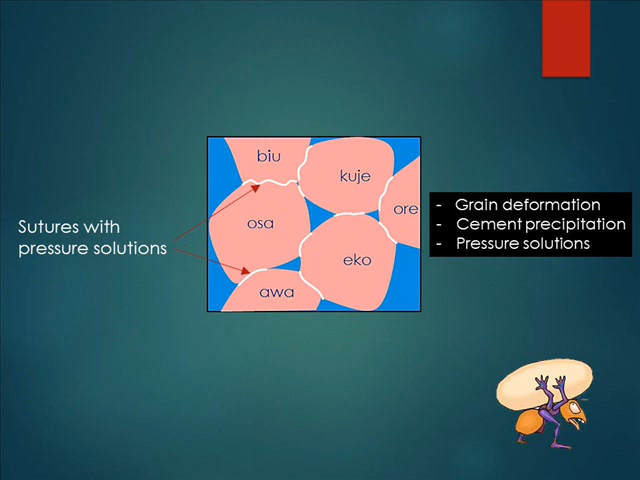 biu
kuje
ore
osa
eko
awa
Sutures with
pressure solutions
- Grain deformation
- Cement precipitation
- Pressure solutions